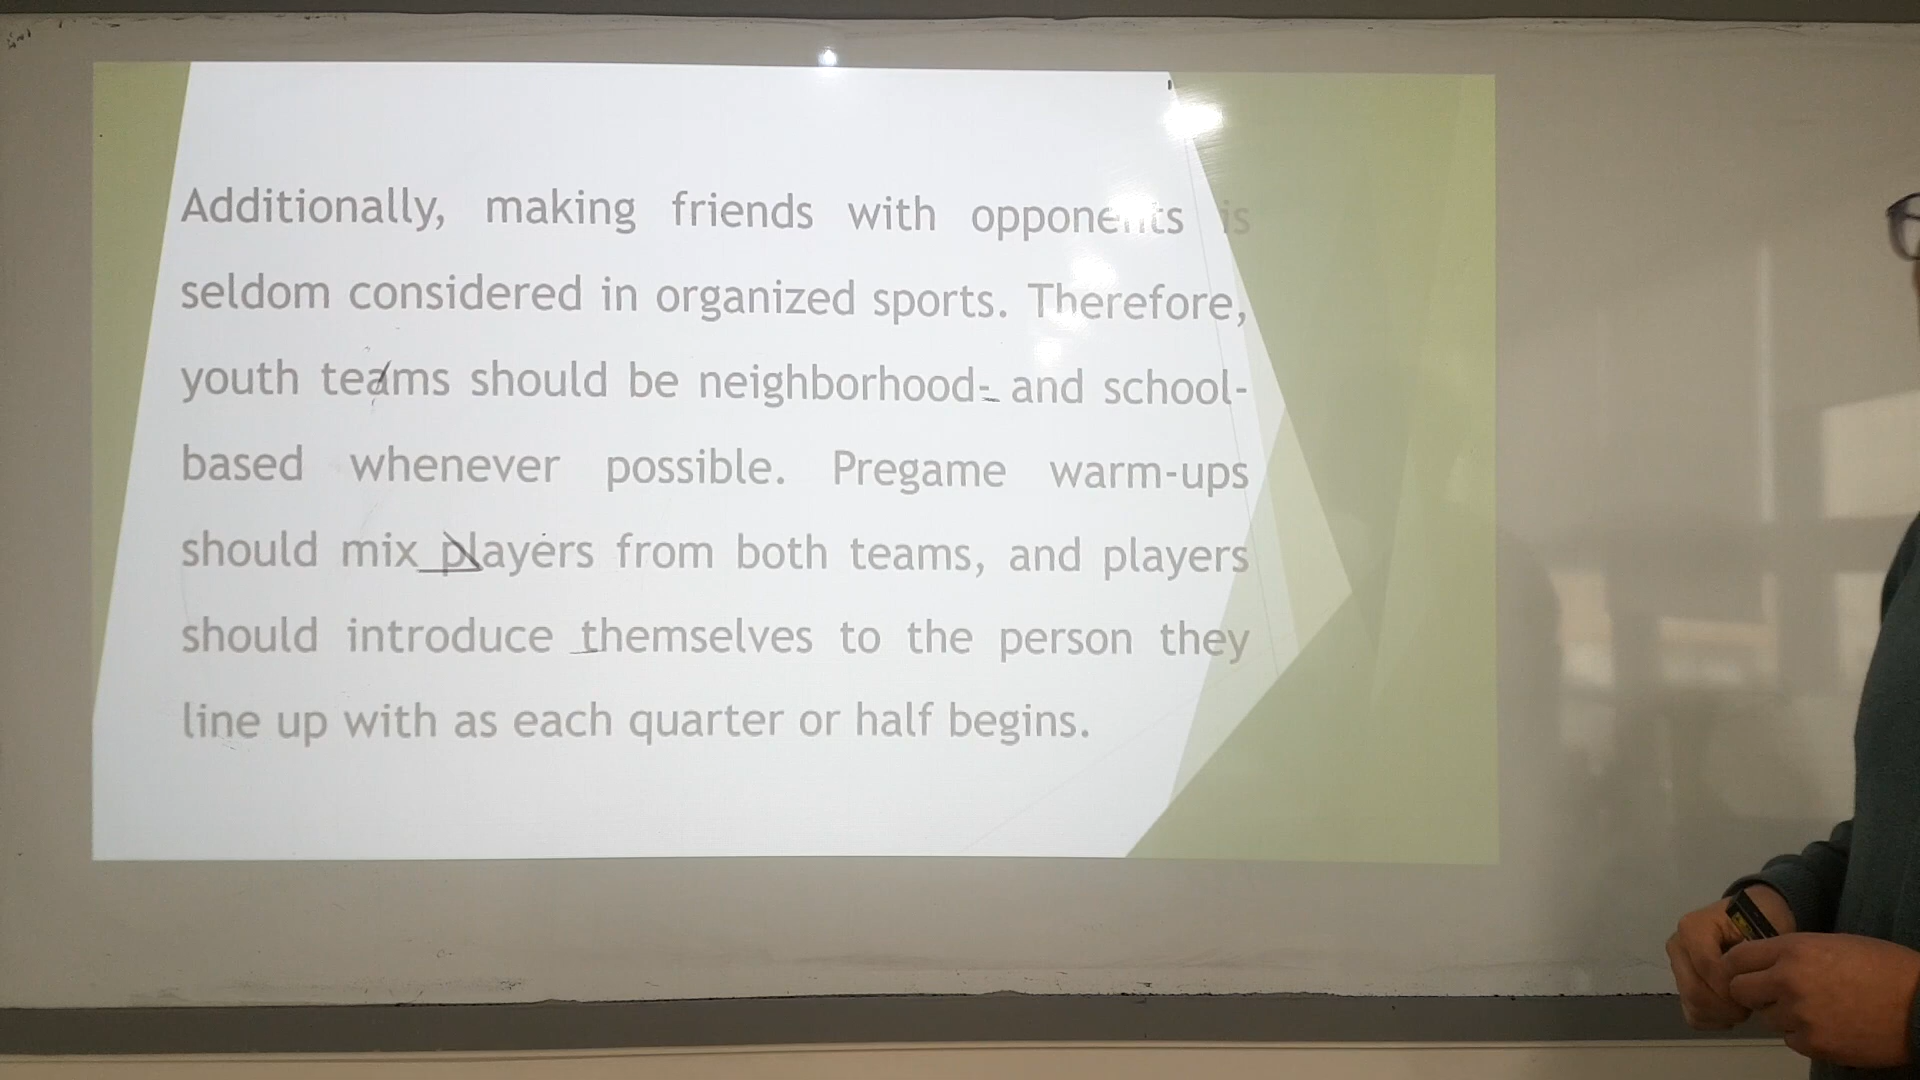 Additionally, making friends with opponents is
seldom considered in organized sports. Therefore,
youth teams should be neighborhood- and school-
based whenever possible. Pregame warm-ups
should mix players from both teams, and players
should introduce themselves to the person they
line up with as each quarter or half begins.